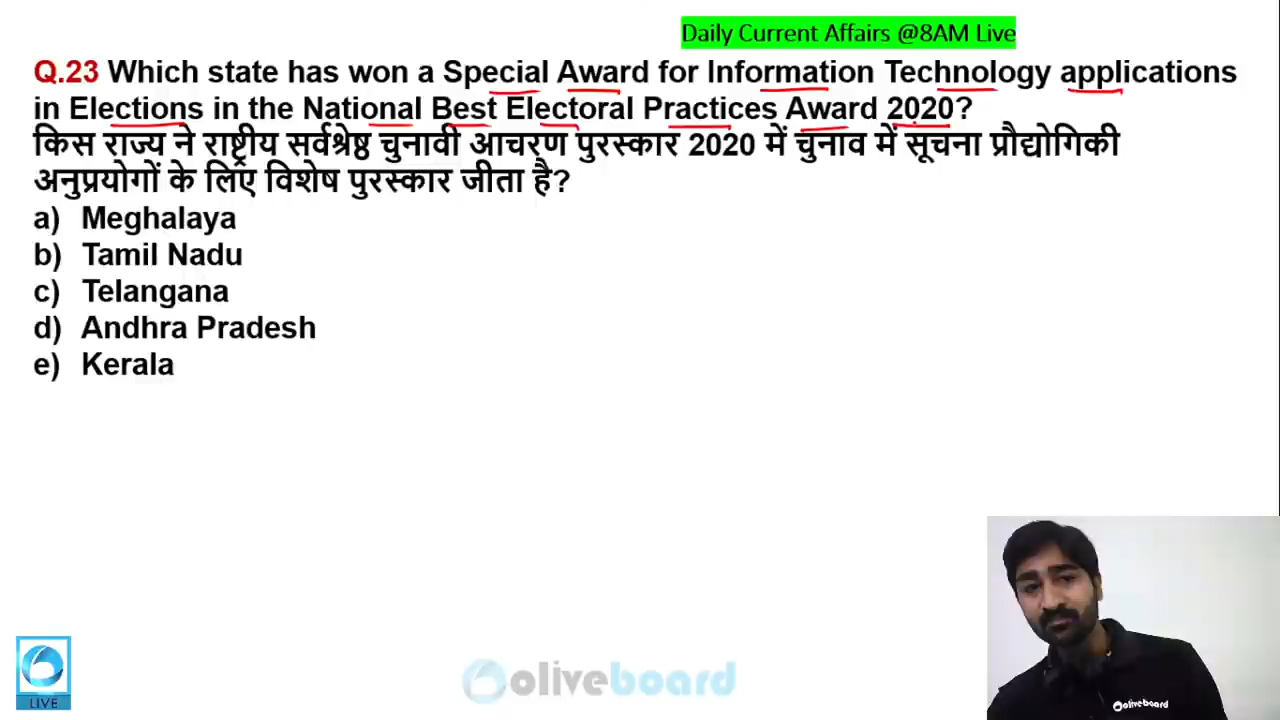 Daily Current Affairs @8AM Live
Q.23 Which state has won a Special Award for Information Technology applications
in Elections in the National Best Electoral Practices Award 2020?
किस राज्य ने राष्ट्रीय सर्वश्रेष्ठ चुनावी आचरण पुरस्कार 2020 में चुनाव में सूचना प्रौद्योगिकी
अनुप्रयोगों के लिए विशेष पुरस्कार जीता है?
a) Meghalaya
b) Tamil Nadu
c) Telangana
d) Andhra Pradesh
e) Kerala
LIVE
oliveboard
oliveboard